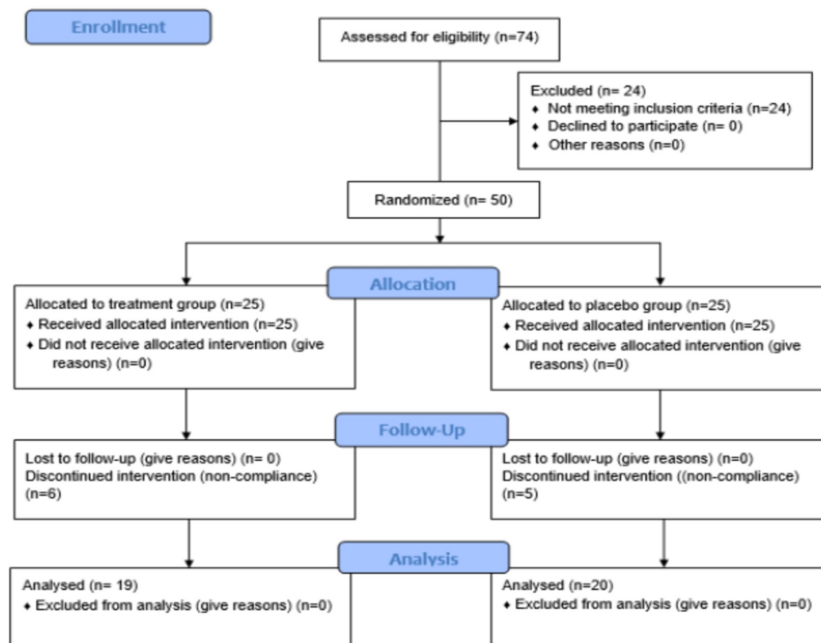 Enrollment
Assessed for eligibility (n=74)
Excluded (n= 24)
♦ Not meeting inclusion criteria (n=24)
♦ Declined to participate (n= 0)
♦ Other reasons (n=0)
Randomized (n= 50)
Allocation
Allocated to treatment group (n=25)
♦ Received allocated intervention (n=25)
♦ Did not receive allocated intervention (give
reasons) (n=0)
Allocated to placebo group (n=25)
♦ Received allocated intervention (n=25)
♦ Did not receive allocated intervention (give
reasons) (n=0)
Follow-Up
Lost to follow-up (give reasons) (n= 0)
Discontinued intervention (non-compliance)
(n=6)
Lost to follow-up (give reasons) (n=0)
Discontinued intervention ((non-compliance)
(n=5)
Analysis
Analysed (n= 19)
♦ Excluded from analysis (give reasons) (n=0)
Analysed (n=20)
♦ Excluded from analysis (give reasons) (n=0)